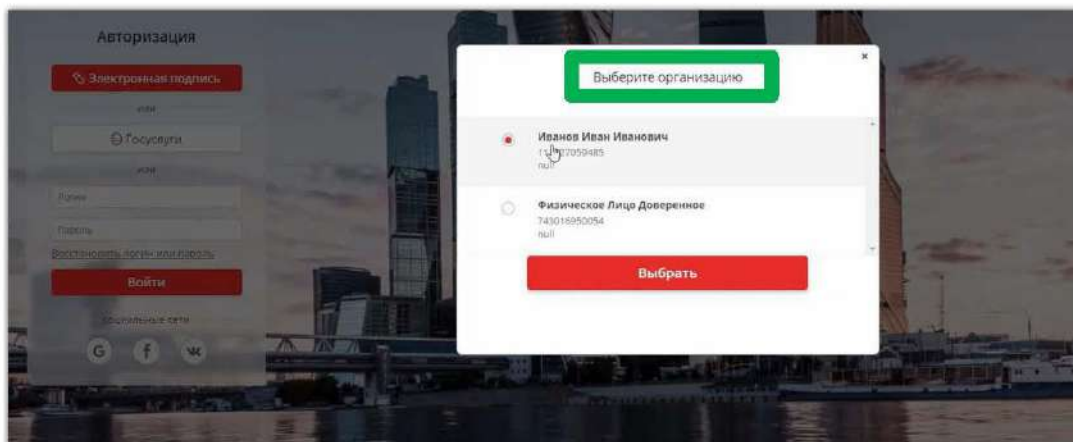 Авторизация
Электронная подпись
или
Госуслуги
или
Логин
Пароль
Восстановить логин или пароль
Войти
Социальные сети
G f
Выберите организацию
×
Иванов Иван Иванович
null
Физическое Лицо Доверенное
743016950054
null
Выбрать